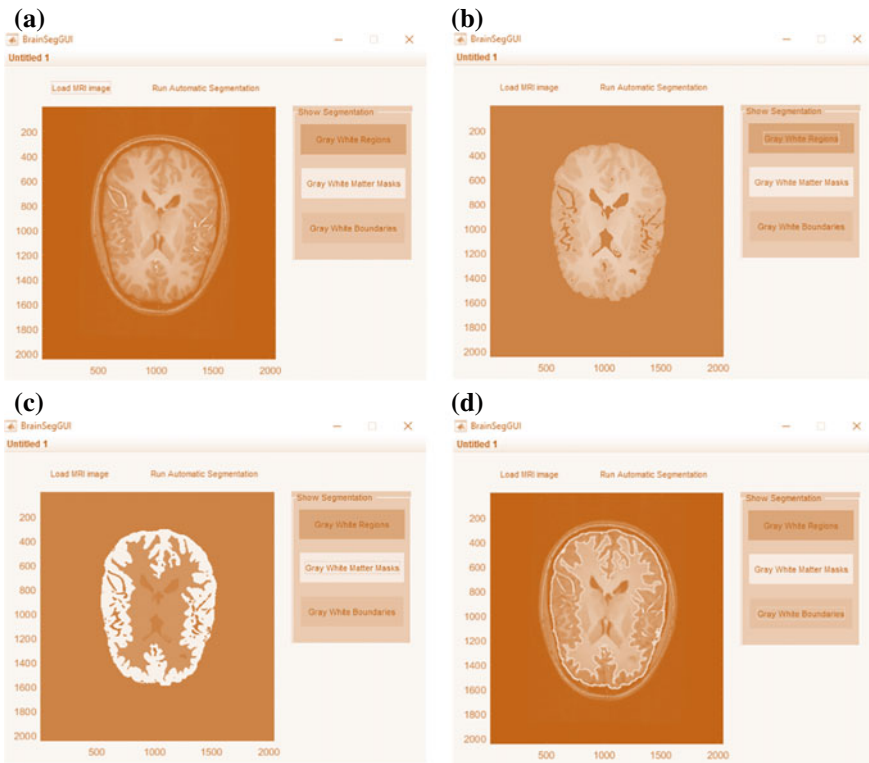 (a)
BrainSegGUI
Untitled 1
Load MRI image Run Automatic Segmentation
Show Segmentation
Gray White Regions
Gray White Matter Masks
Gray White Boundaries
200
400
600
800
1000
1200
1400
1600
1800
2000
500 1000 1500 2000
(b)
BrainSegGUI
Untitled 1
Load MRI image Run Automatic Segmentation
Show Segmentation
Gray White Regions
Gray White Matter Masks
Gray White Boundaries
200
400
600
800
1000
1200
1400
1600
1800
2000
500 1000 1500 2000
(c)
BrainSegGUI
Untitled 1
Load MRI image Run Automatic Segmentation
Show Segmentation
Gray White Regions
Gray White Matter Masks
Gray White Boundaries
200
400
600
800
1000
1200
1400
1600
1800
2000
500 1000 1500 2000
(d)
BrainSegGUI
Untitled 1
Load MRI image Run Automatic Segmentation
Show Segmentation
Gray White Regions
Gray White Matter Masks
Gray White Boundaries
200
400
600
800
1000
1200
1400
1600
1800
2000
500 1000 1500 2000